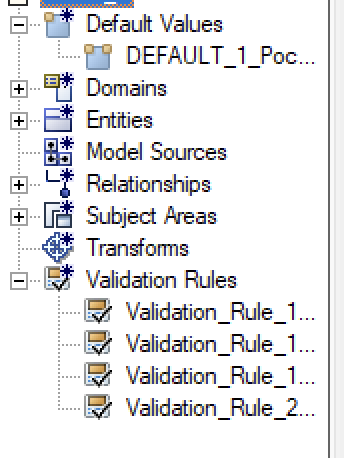 Default Values
DEFAULT_1_Poc...
Domains
Entities
Model Sources
Relationships
Subject Areas
Transforms
Validation Rules
Validation_Rule_1...
Validation_Rule_1...
Validation_Rule_1...
Validation_Rule_2...